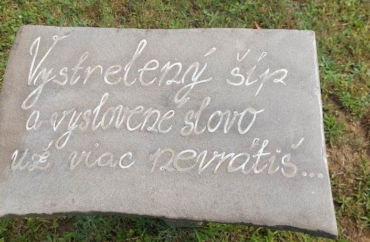 Vystrelený šíp
a vyslovené slovo
už viac nevrátiš...